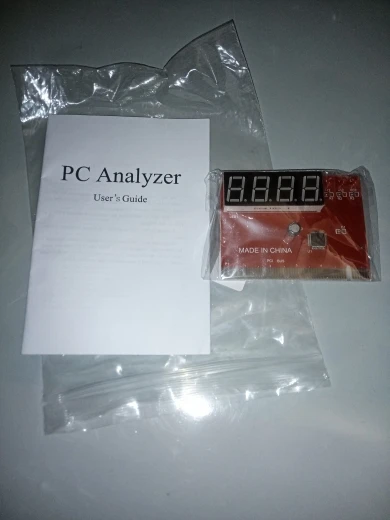 PC Analyzer
User's Guide
MADE IN CHINA